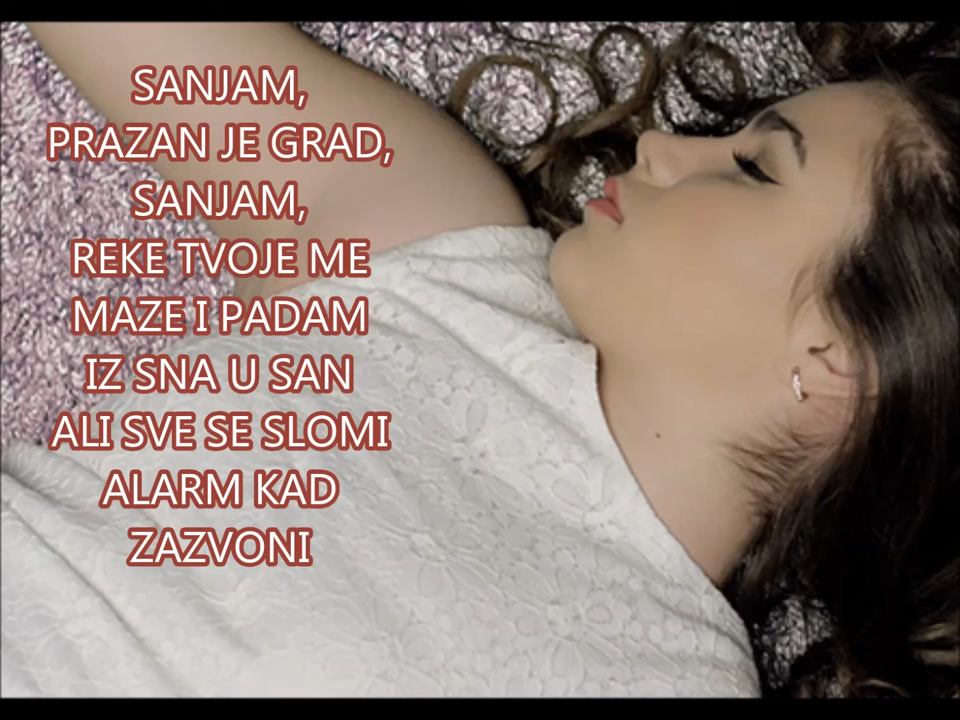 SANJAM,
PRAZAN JE GRAD,
SANJAM,
REKE TVOJE ME
MAZE I PADAM
IZ SNA U SAN
ALI SVE SE SLOMI
ALARM KAD
ZAZVONI